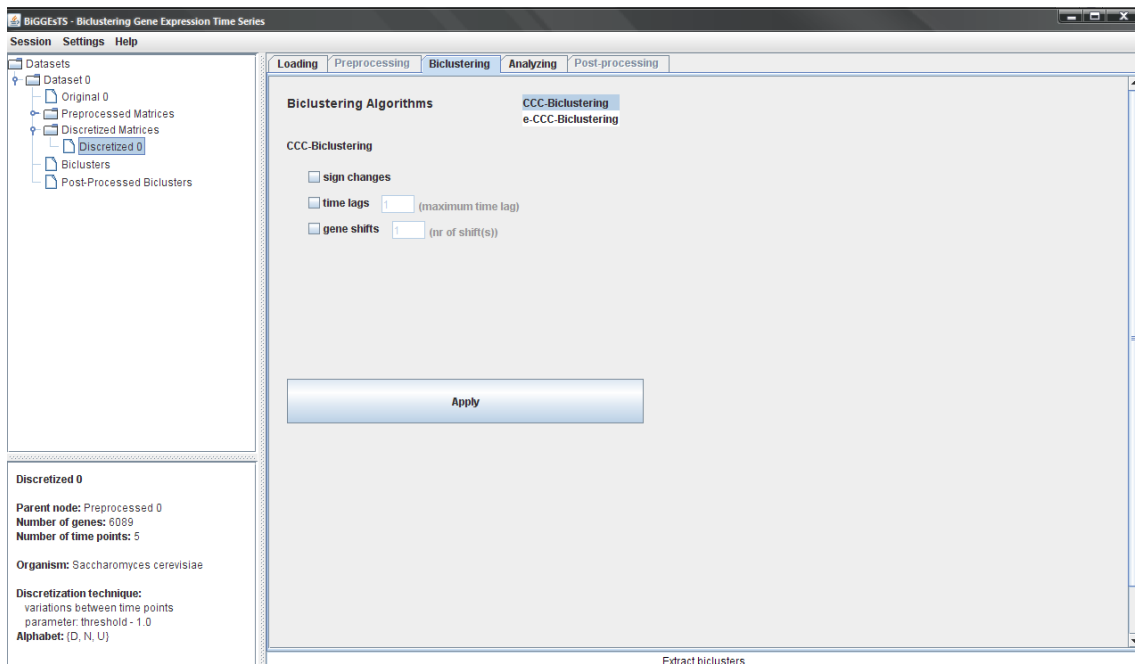 BiGGEsTS - Biclustering Gene Expression Time Series
Session Settings Help
Datasets
Dataset 0
Original 0
Preprocessed Matrices
Discretized Matrices
Discretized 0
Biclusters
Post-Processed Biclusters
Discretized 0
Parent node: Preprocessed 0
Number of genes: 6089
Number of time points: 5
Organism: Saccharomyces cerevisiae
Discretization technique:
variations between time points
parameter: threshold - 1.0
Alphabet: {D, N, U}
Loading Preprocessing Biclustering Analyzing Post-processing
Biclustering Algorithms
CCC-Biclustering
e-CCC-Biclustering
CCC-Biclustering
sign changes
time lags 1 (maximum time lag)
gene shifts 1 (nr of shift(s))
Apply
Extract biclusters